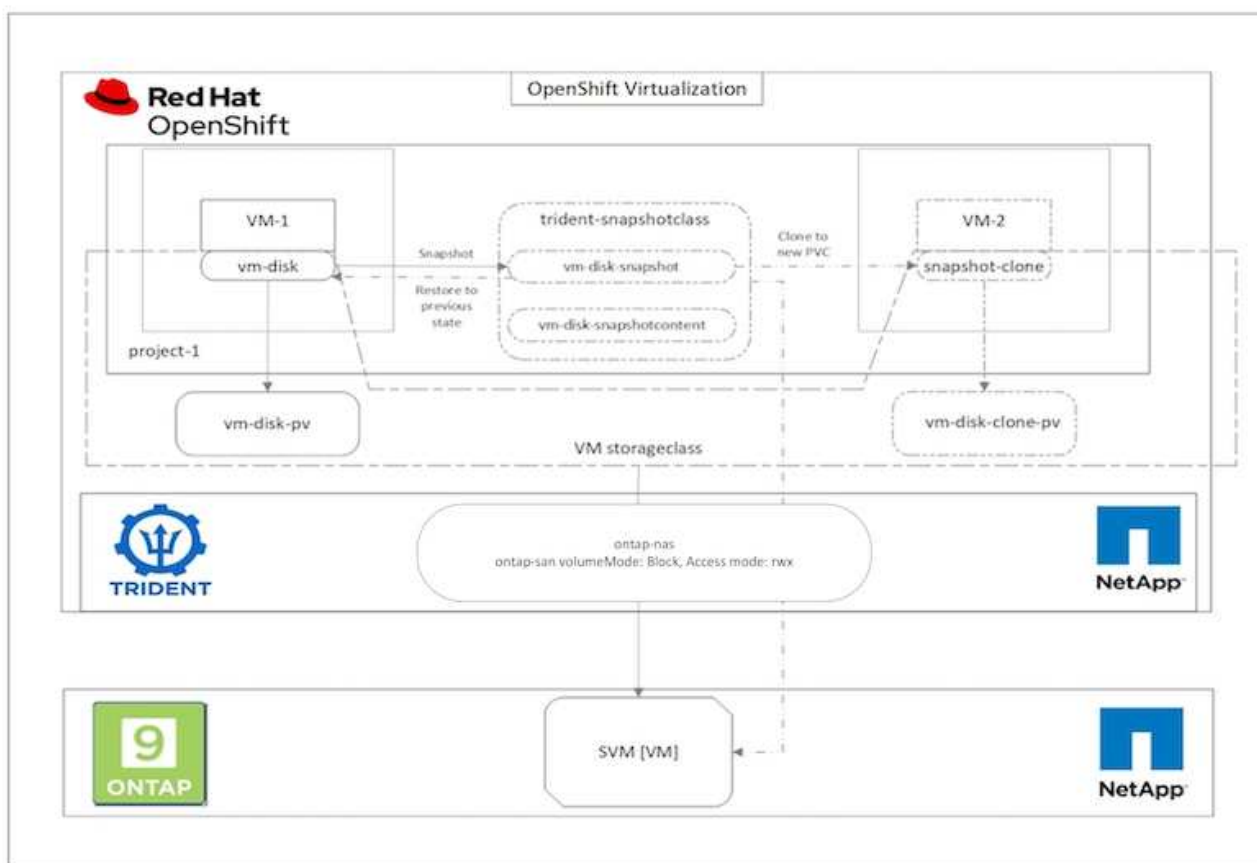 OpenShift Virtualization
Red Hat
OpenShift
VM-1
vm-disk
Snapshot
Restore to
previous
state
trident-snapshotclass
vm-disk-snapshot
vm-disk-snapshotcontent
Clone to
new PVC
VM-2
snapshot-clone
project-1
vm-disk-pv
vm-disk-clone-pv
VM storageclass
TRIDENT
ontap-nas
ontap-san volumeMode: Block, Access mode: rwx
NetApp
9
ONTAP
SVM [VM]
NetApp